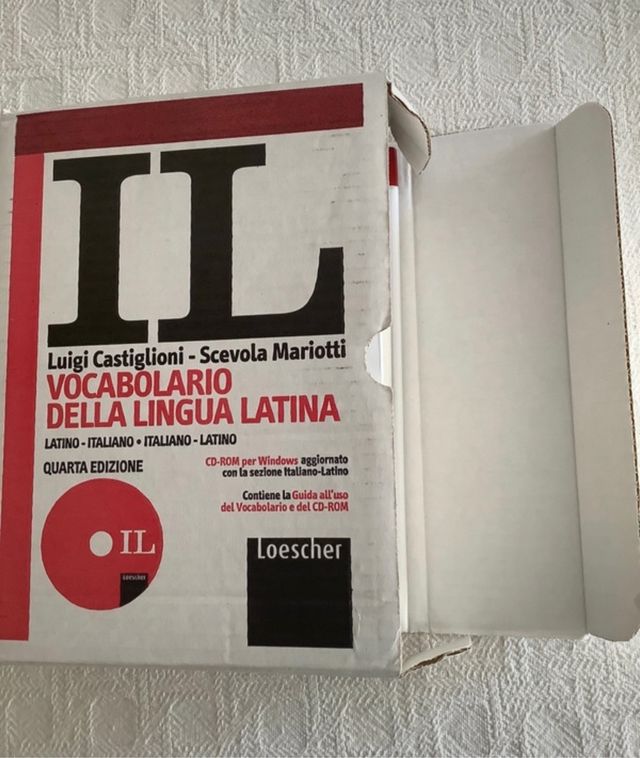 IL
Luigi Castiglioni - Scevola Mariotti
VOCABOLARIO
DELLA LINGUA LATINA
LATINO - ITALIANO • ITALIANO - LATINO
QUARTA EDIZIONE
CD-ROM per Windows aggiornato
con la sezione Italiano-Latino
Contiene la Guida all'uso
del Vocabolario e del CD-ROM
IL
Loescher
Loescher